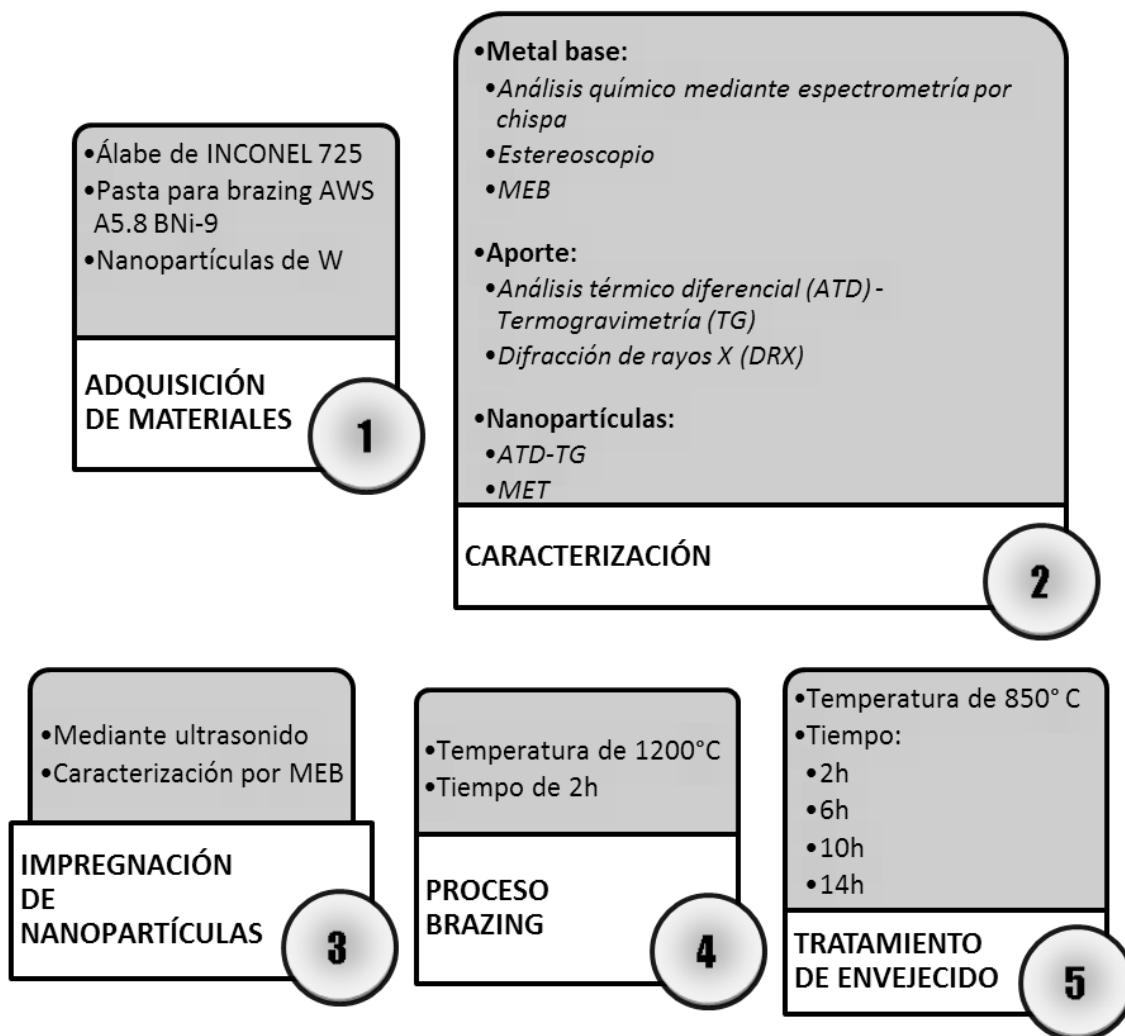 •Álabe de INCONEL 725
•Pasta para brazing AWS
A5.8 BNi-9
•Nanopartículas de W
ADQUISICIÓN
DE MATERIALES
1
•Metal base:
•Análisis químico mediante espectrometría por
chispa
•Estereoscopio
•MEB
•Aporte:
•Análisis térmico diferencial (ATD) -
Termogravimetría (TG)
•Difracción de rayos X (DRX)
•Nanopartículas:
•ATD-TG
•MET
CARACTERIZACIÓN
2
•Mediante ultrasonido
•Caracterización por MEB
IMPREGNACIÓN
DE
NANOPARTÍCULAS
3
•Temperatura de 1200°C
•Tiempo de 2h
PROCESO
BRAZING
4
•Temperatura de 850° C
•Tiempo:
•2h
•6h
•10h
•14h
TRATAMIENTO
DE ENVEJECIDO
5